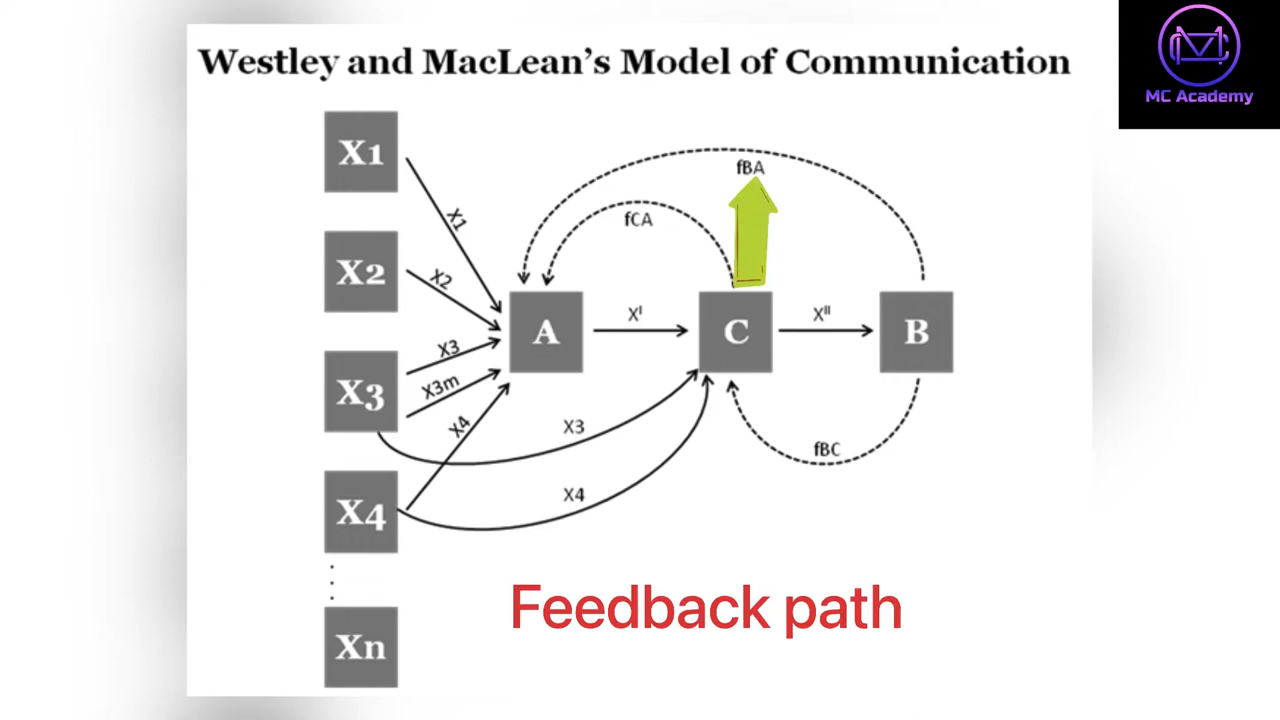 Westley and MacLean's Model of Communication
MC Academy
X1
X2
X3
X4
Xn
X1
X2
X3
X3m
X4
A
C
B
X'
X"
fBA
fCA
fBC
X3
X4
Feedback path